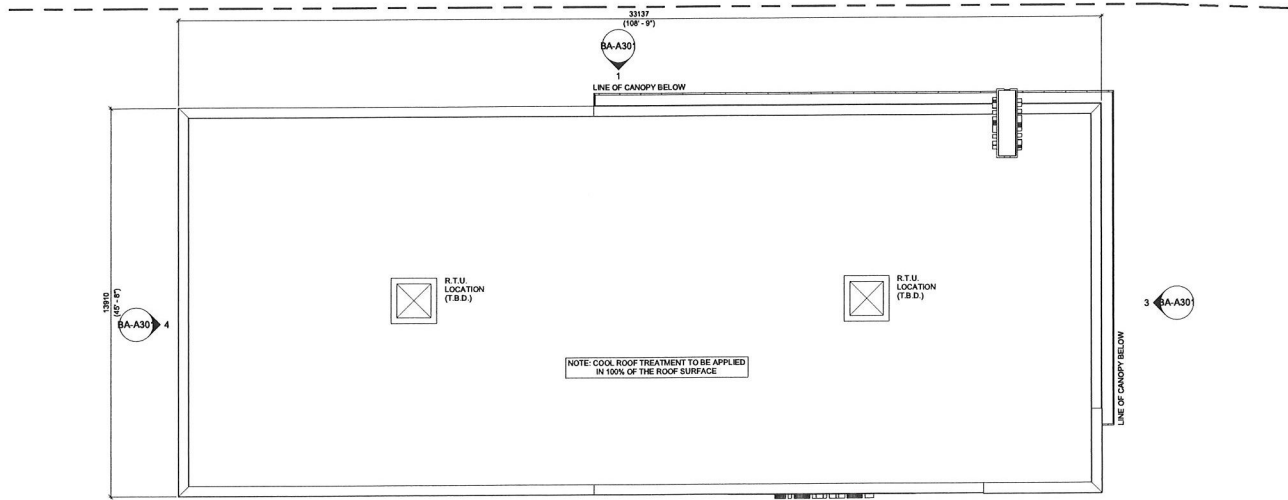 33137
(108' - 9")
BA-A301
1
LINE OF CANOPY BELOW
R.T.U.
LOCATION
(T.B.D.)
R.T.U.
LOCATION
(T.B.D.)
13910
(45' - 8")
BA-A301
4
3
BA-A301
NOTE: COOL ROOF TREATMENT TO BE APPLIED
IN 100% OF THE ROOF SURFACE
LINE OF CANOPY BELOW